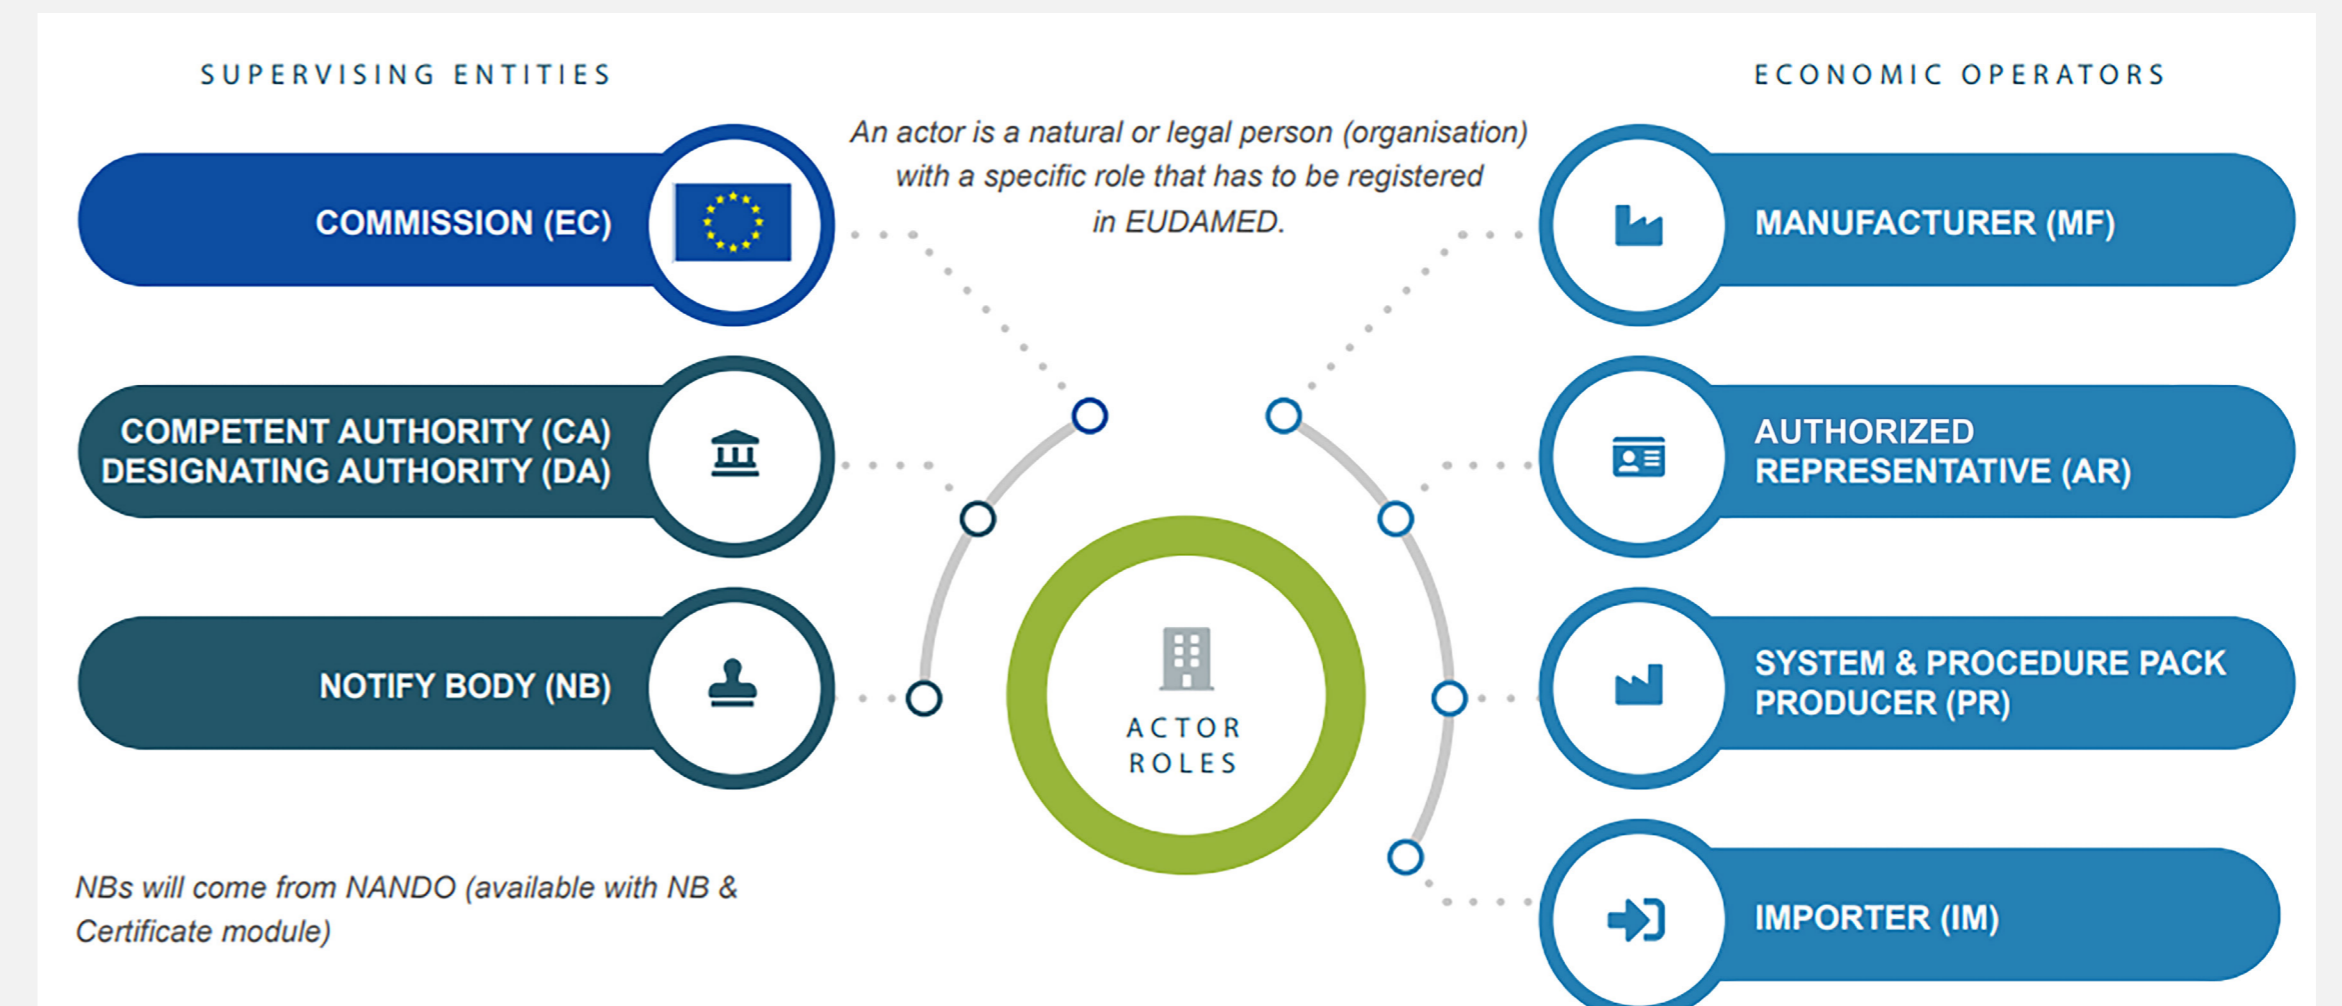 SUPERVISING ENTITIES
ECONOMIC OPERATORS
An actor is a natural or legal person (organisation)
with a specific role that has to be registered
in EUDAMED.
COMMISSION (EC)
COMPETENT AUTHORITY (CA)
DESIGNATING AUTHORITY (DA)
NOTIFY BODY (NB)
NBs will come from NANDO (available with NB &
Certificate module)
ACTOR
ROLES
MANUFACTURER (MF)
AUTHORIZED
REPRESENTATIVE (AR)
SYSTEM & PROCEDURE PACK
PRODUCER (PR)
IMPORTER (IM)